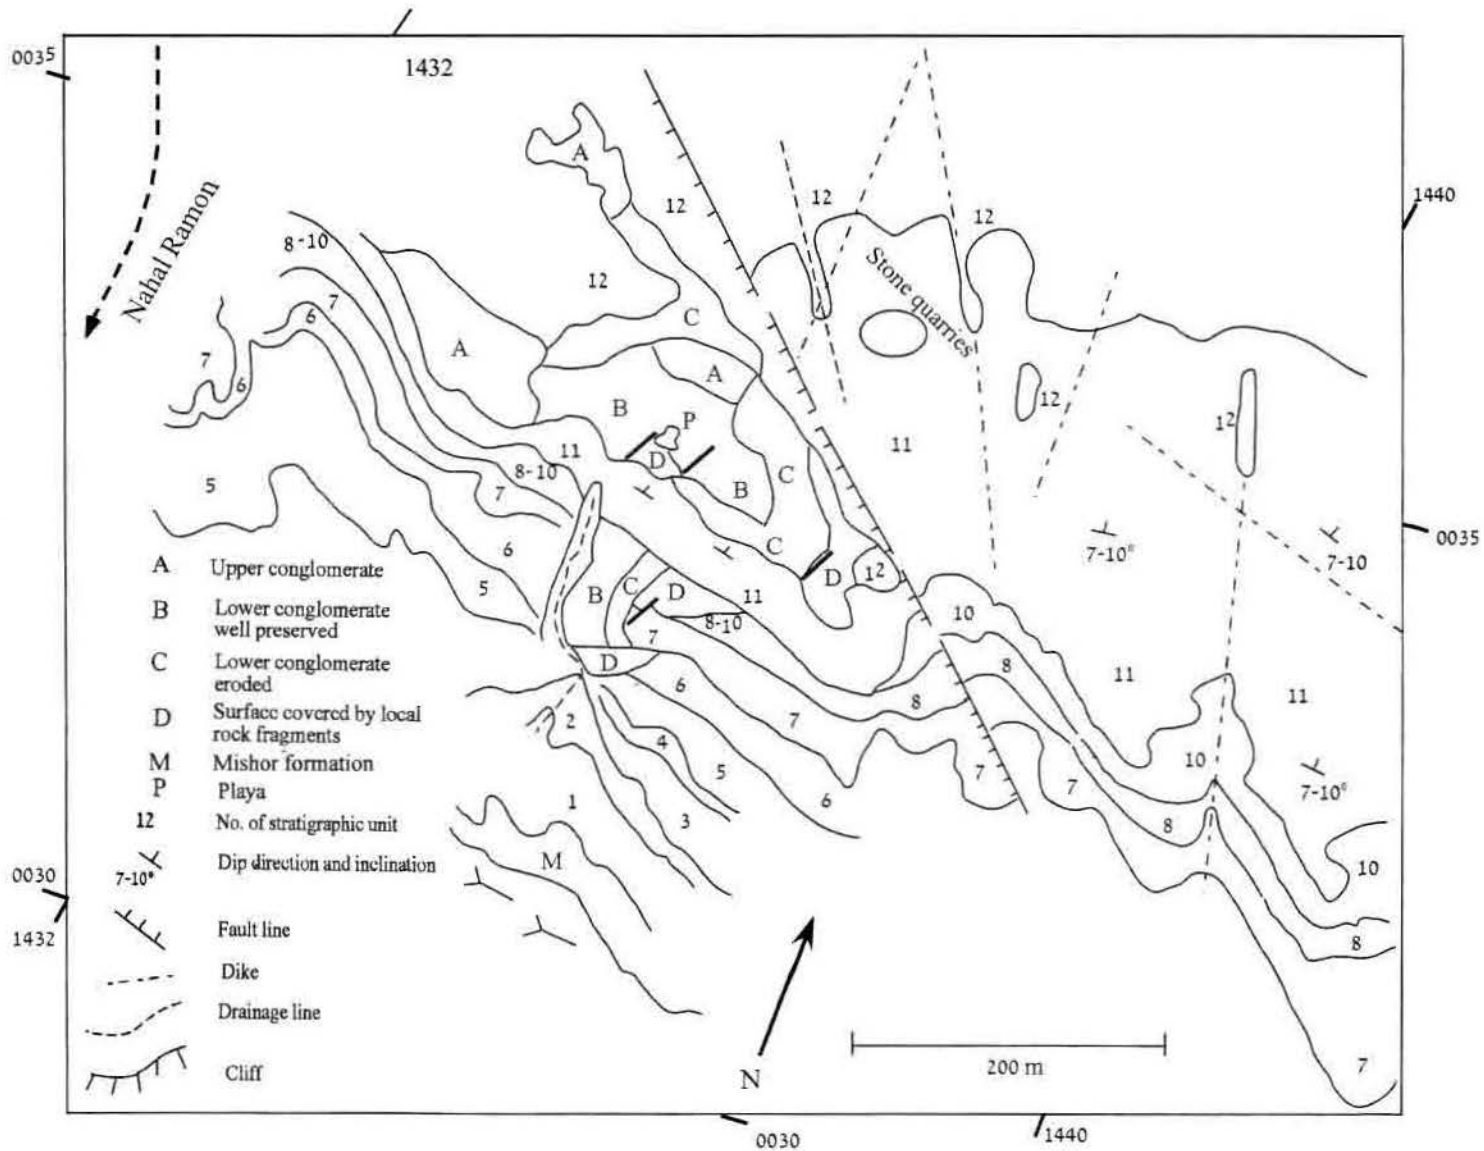 0035
1432
1440
A
12
12
12
Nahal Ramon
8-10
Stone quarries
12
7
6
C
7
6
A
A
12
12
B
P
11
11
D
8-10
C
5
7
B
7-10°
7-10
0035
6
C
5
D
12
B
C
D
11
10
8-10
7
D
8
11
11
6
8
2
7
10
4
5
7
7
7-10°
1
6
3
8
M
10
8
7
A Upper conglomerate
B Lower conglomerate
well preserved
C Lower conglomerate
eroded
D Surface covered by local
rock fragments
M Mishor formation
P Playa
12 No. of stratigraphic unit
7-10° Dip direction and inclination
Fault line
Dike
Drainage line
Cliff
0030
1432
N
200 m
0030
1440